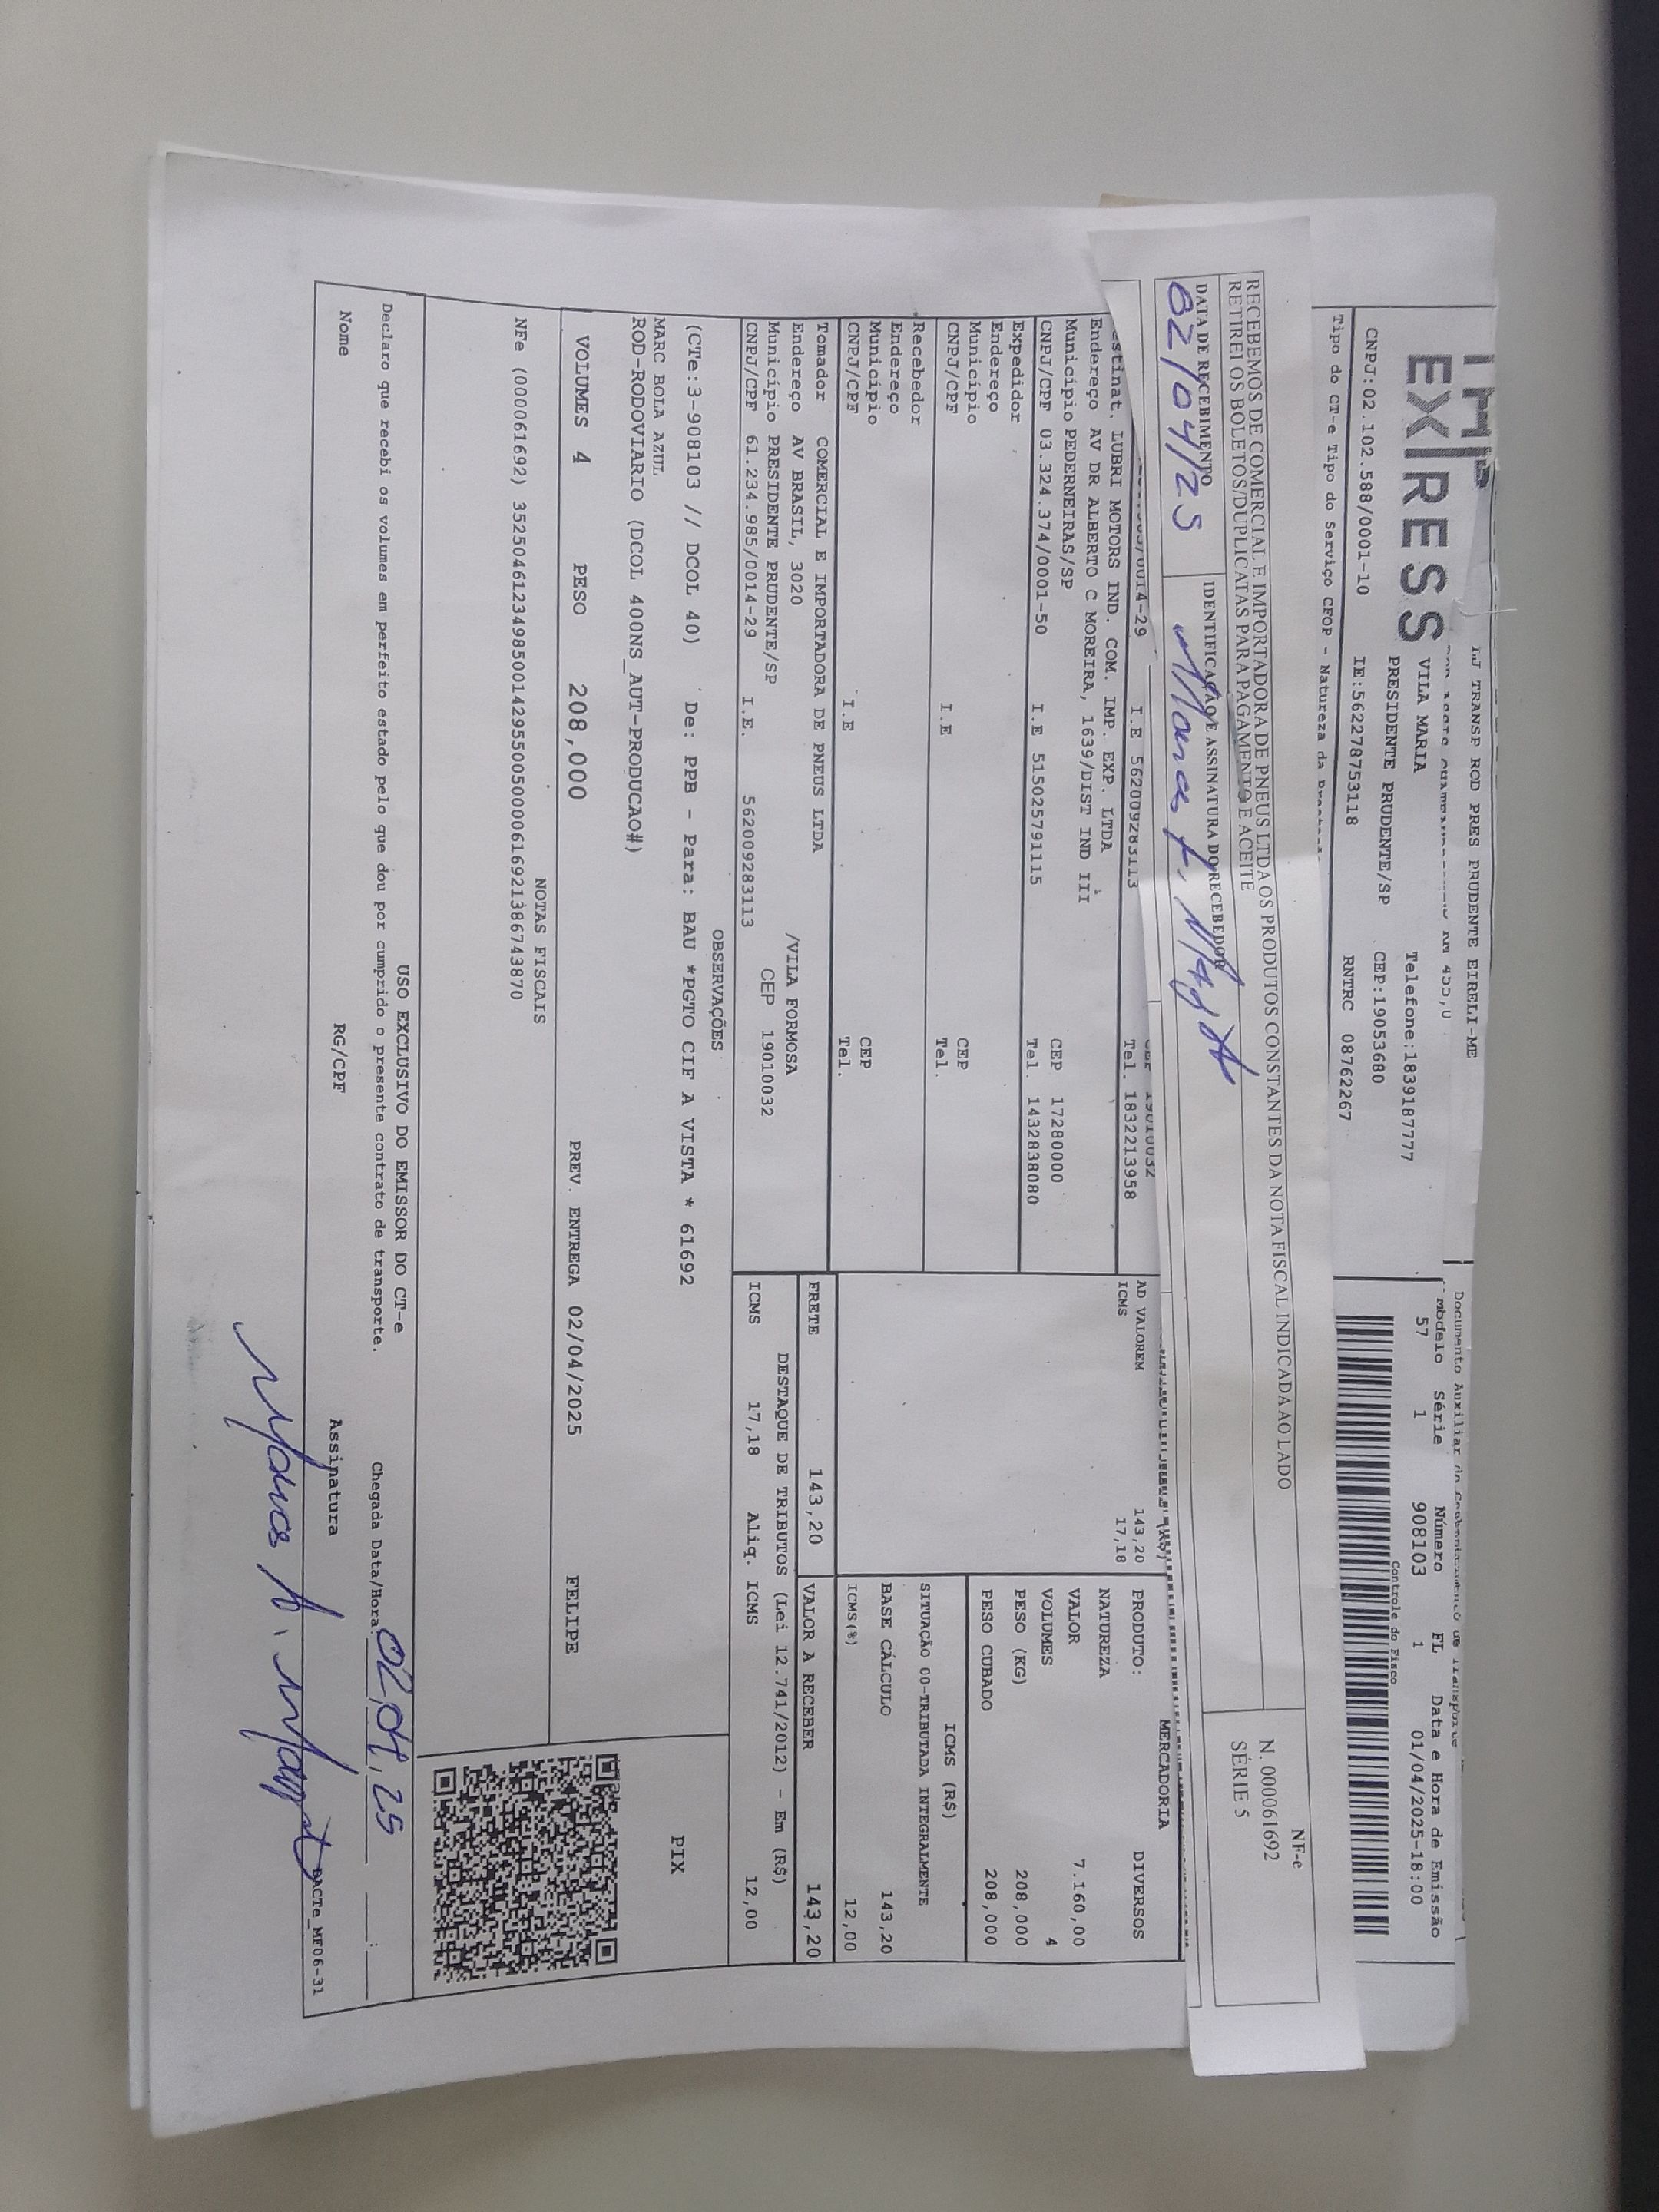 EXPRESS
TRANSP ROD PRES PRUDENTE EIRELI-ME
VILA MARIA
Telefone:1839187777
PRESIDENTE PRUDENTE/SP
CEP:19053680
CNPJ:02.102.588/0001-10
IE:562278753118
RNTRC 08762267
Tipo do CT-e Tipo do Serviço CFOP - Natureza da
Documento Auxiliar
Modelo Série Número FL Data e Hora de Emissão
57 1 908103 1 01/04/2025-18:00
Controle do Fisco
RECEBEMOS DE COMERCIAL E IMPORTADORA DE PNEUS LTDA OS PRODUTOS CONSTANTES DA NOTA FISCAL INDICADA AO LADO
RETIREI OS BOLETOS/DUPLICATAS PARA PAGAMENTO E ACEITE
DATA DE RECEBIMENTO
IDENTIFICAÇÃO E ASSINATURA DO RECEBEDOR
02/04/25
NF-e
N. 000061692
SÉRIE 5
I.E 562009283113
Tel. 1832213958
LUBRI MOTORS IND. COM. IMP. EXP. LTDA
Endereço AV DR ALBERTO C MOREIRA, 1639/DIST IND III
Município PEDERNEIRAS/SP
CEP 17280000
CNPJ/CPF 03.324.374/0001-50 I.E 515025791115 Tel. 1432838080
Expedidor
Endereço
Município
CEP
CNPJ/CPF I.E Tel.
Recebedor
Endereço
Município
CEP
CNPJ/CPF I.E Tel.
Tomador COMERCIAL E IMPORTADORA DE PNEUS LTDA
Endereço AV BRASIL, 3020 /VILA FORMOSA
Município PRESIDENTE PRUDENTE/SP CEP 19010032
CNPJ/CPF 61.234.985/0014-29 I.E. 562009283113
AD VALOREM 143,20
ICMS 17,18
MERCADORIA
PRODUTO: DIVERSOS
NATUREZA
VALOR 7.160,00
VOLUMES 4
PESO (KG) 208,000
PESO CUBADO 208,000
ICMS (R$)
SITUAÇÃO 00-TRIBUTADA INTEGRALMENTE
BASE CÁLCULO 143,20
ICMS(%) 12,00
FRETE 143,20 VALOR A RECEBER 143,20
DESTAQUE DE TRIBUTOS (Lei 12.741/2012) - Em (R$)
ICMS 17,18 Aliq. ICMS 12,00
OBSERVAÇÕES
(CTe:3-908103 // DCOL 40) De: PPB - Para: BAU *PGTO CIF A VISTA * 61692
MARC BOLA AZUL
ROD-RODOVIARIO (DCOL 400NS_AUT-PRODUCAO#)
PIX
VOLUMES 4 PESO 208,000 PREV. ENTREGA 02/04/2025 FELIPE
NOTAS FISCAIS
NFe (000061692) 35250461234985001429550050000616921386743870
USO EXCLUSIVO DO EMISSOR DO CT-e
Declaro que recebi os volumes em perfeito estado pelo que dou por cumprido o presente contrato de transporte.
Chegada Data/Hora: 02,04,25
Nome RG/CPF Assinatura
DACTe_MF06-31